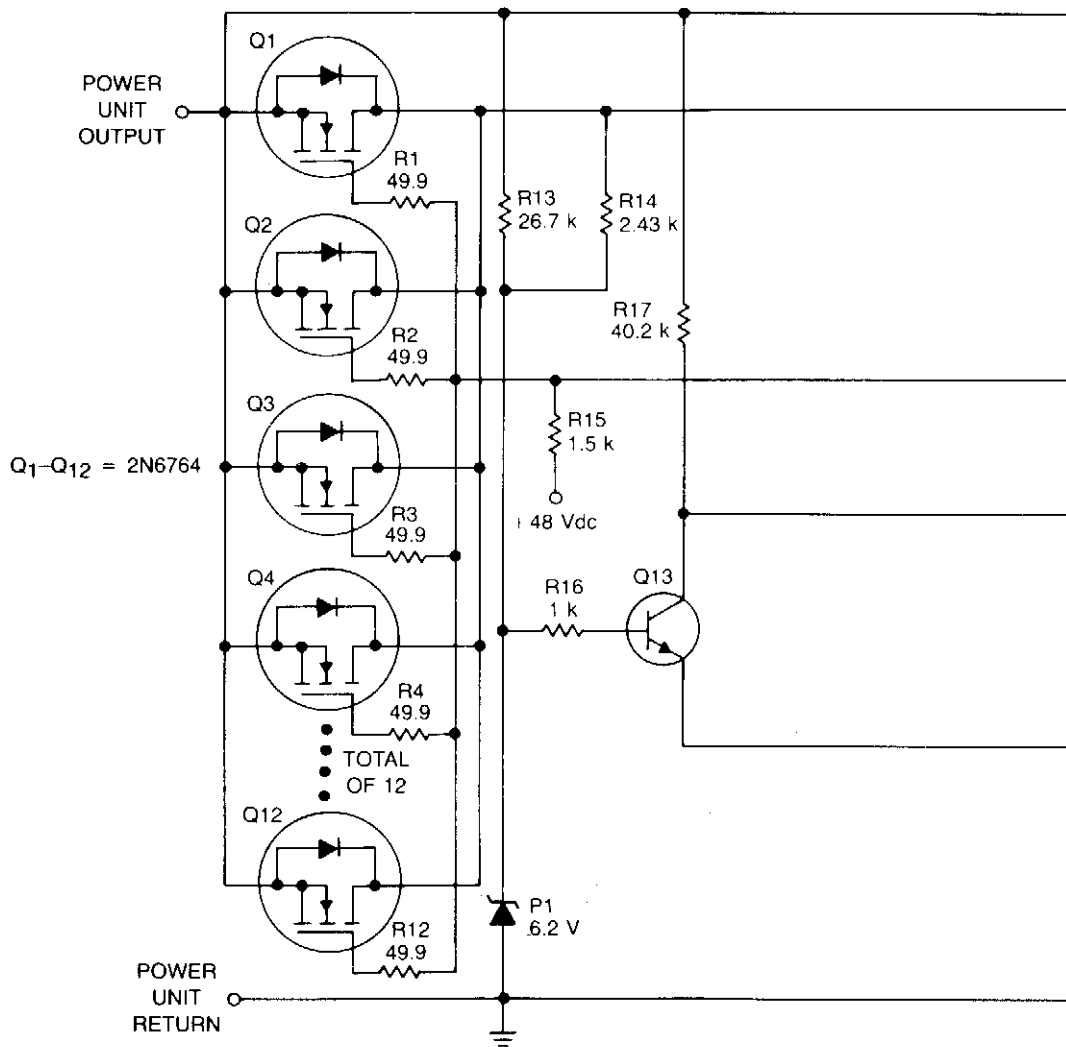 Q1
POWER
UNIT
OUTPUT
R1
49.9
R13
26.7 k
R14
2.43 k
Q2
R17
40.2 k
R2
49.9
Q3
R15
1.5 k
Q1–Q12 = 2N6764
48 Vdc
R3
49.9
Q4
R16
1 k
Q13
R4
49.9
TOTAL
OF 12
Q12
P1
6.2 V
R12
49.9
POWER
UNIT
RETURN